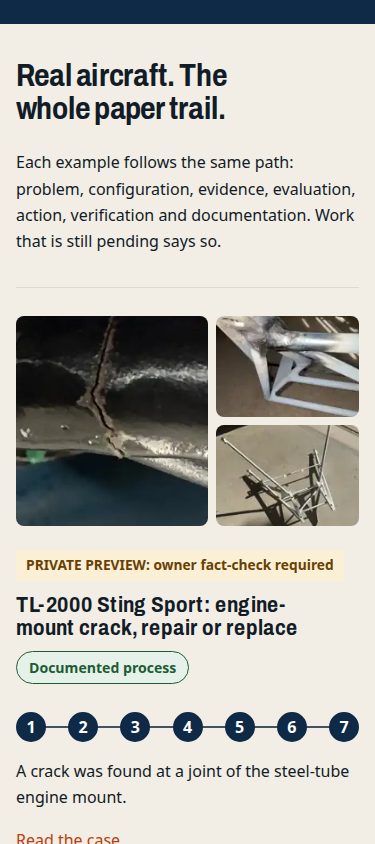 Real aircraft. The
whole paper trail.
Each example follows the same path:
problem, configuration, evidence, evaluation,
action, verification and documentation. Work
that is still pending says so.
PRIVATE PREVIEW: owner fact-check required
TL-2000 Sting Sport: engine-
mount crack, repair or replace
Documented process
1 2 3 4 5 6 7
A crack was found at a joint of the steel-tube
engine mount.
Read the case